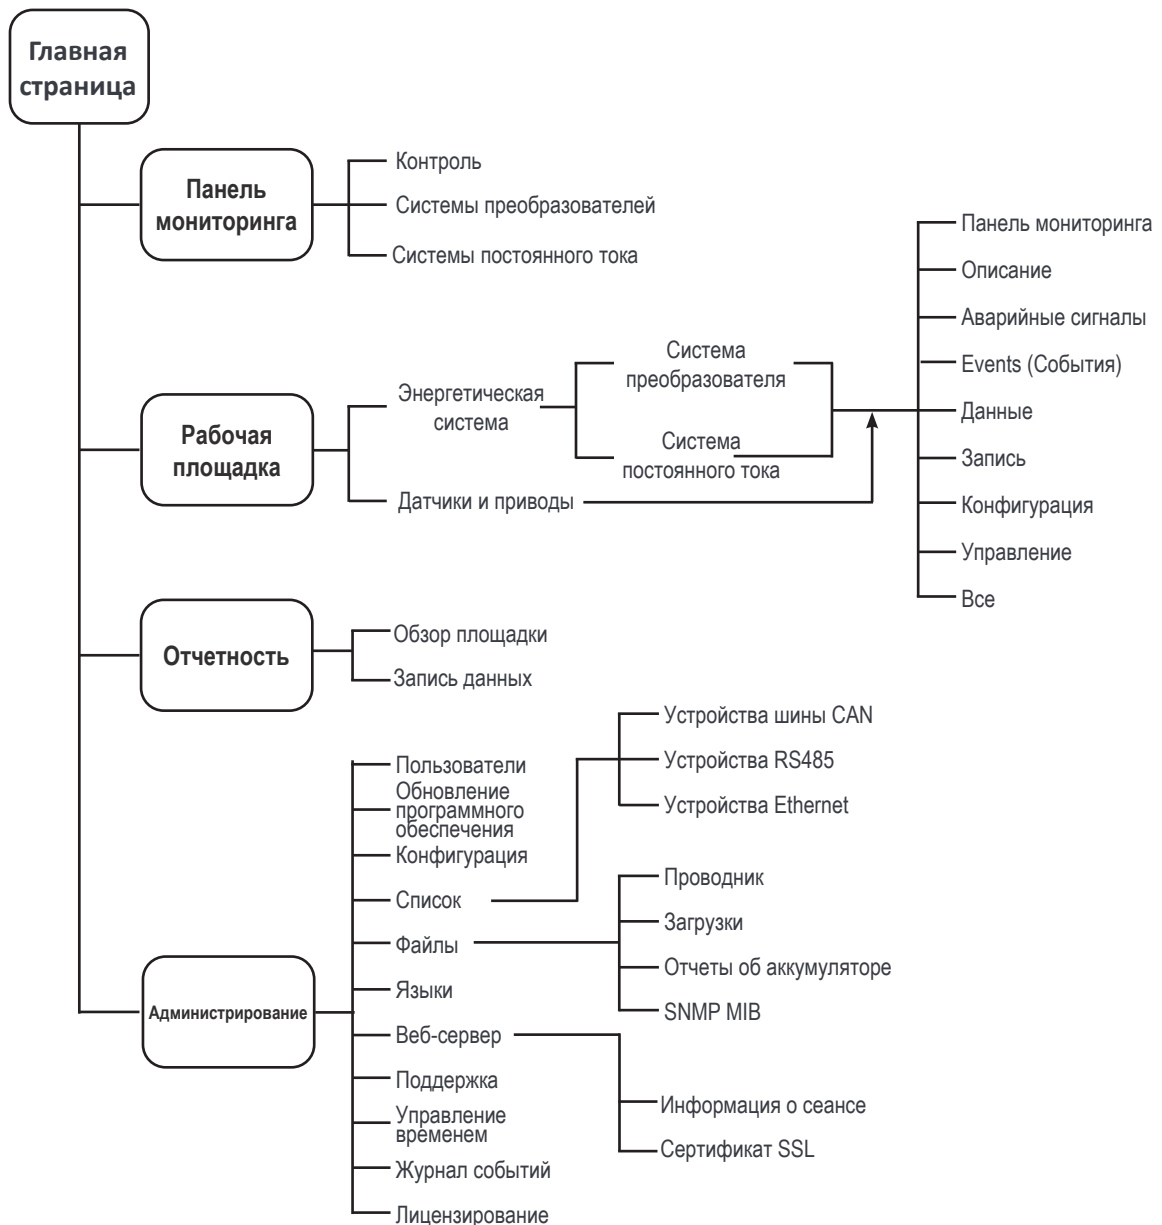 Главная
страница
Панель
мониторинга
Контроль
Системы преобразователей
Системы постоянного тока
Рабочая
площадка
Энергетическая
система
Датчики и приводы
Система
преобразователя
Система
постоянного тока
Панель мониторинга
Описание
Аварийные сигналы
Events (События)
Данные
Запись
Конфигурация
Управление
Все
Отчетность
Обзор площадки
Запись данных
Администрирование
Пользователи
Обновление
программного
обеспечения
Конфигурация
Список
Файлы
Языки
Веб-сервер
Поддержка
Управление
временем
Журнал событий
Лицензирование
Устройства шины CAN
Устройства RS485
Устройства Ethernet
Проводник
Загрузки
Отчеты об аккумуляторе
SNMP MIB
Информация о сеансе
Сертификат SSL